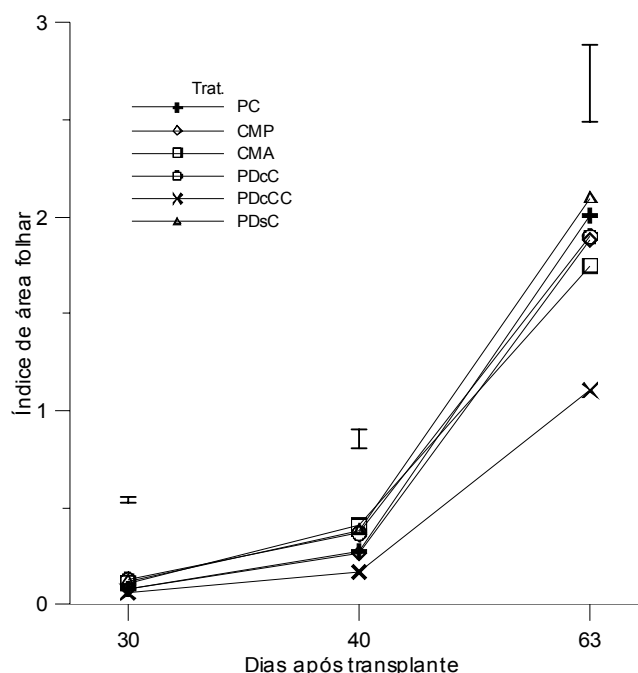 3
2
1
0
Índice de área folhar
Trat.
PC
CMP
CMA
PDcC
PDcCC
PDsC
30
40
63
Dias após transplante